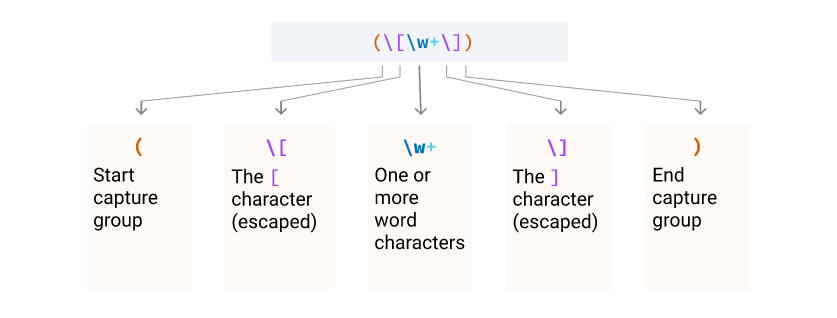 (\[\w+\])
(
Start
capture
group
\[
The [
character
(escaped)
\w+
One or
more
word
characters
\]
The ]
character
(escaped)
)
End
capture
group